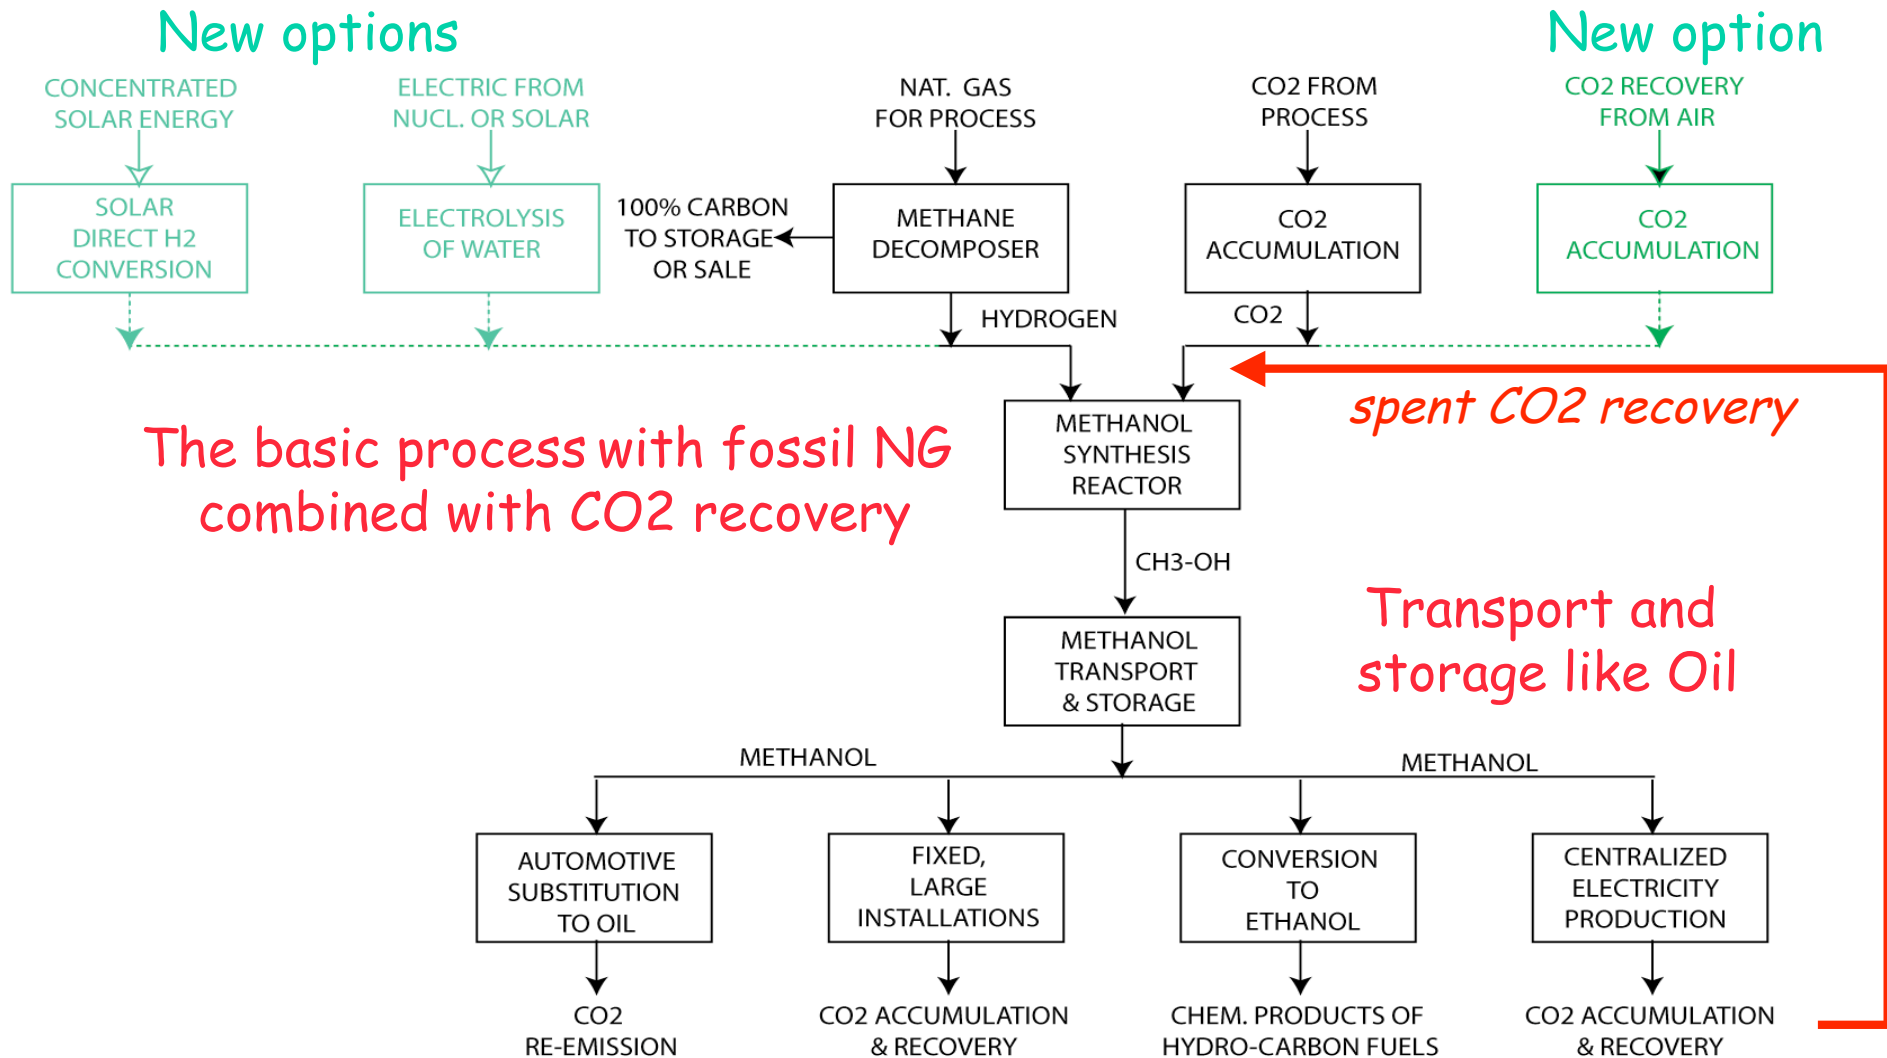 New options
New option
CONCENTRATED
SOLAR ENERGY
ELECTRIC FROM
NUCL. OR SOLAR
NAT. GAS
FOR PROCESS
CO2 FROM
PROCESS
CO2 RECOVERY
FROM AIR
SOLAR
DIRECT H2
CONVERSION
ELECTROLYSIS
OF WATER
100% CARBON
TO STORAGE
OR SALE
METHANE
DECOMPOSER
CO2
ACCUMULATION
CO2
ACCUMULATION
HYDROGEN
CO2
spent CO2 recovery
The basic process with fossil NG
combined with CO2 recovery
METHANOL
SYNTHESIS
REACTOR
CH3-OH
Transport and
storage like Oil
METHANOL
TRANSPORT
& STORAGE
METHANOL
METHANOL
AUTOMOTIVE
SUBSTITUTION
TO OIL
FIXED,
LARGE
INSTALLATIONS
CONVERSION
TO
ETHANOL
CENTRALIZED
ELECTRICITY
PRODUCTION
CO2
RE-EMISSION
CO2 ACCUMULATION
& RECOVERY
CHEM. PRODUCTS OF
HYDRO-CARBON FUELS
CO2 ACCUMULATION
& RECOVERY